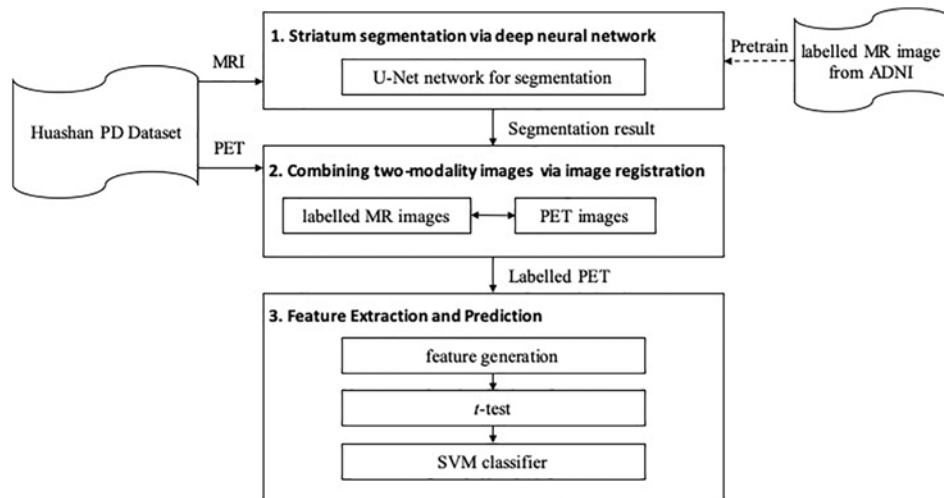 1. Striatum segmentation via deep neural network
MRI
Pretrain
labelled MR image
from ADNI
U-Net network for segmentation
Huashan PD Dataset
Segmentation result
PET
2. Combining two-modality images via image registration
labelled MR images
PET images
Labelled PET
3. Feature Extraction and Prediction
feature generation
t-test
SVM classifier